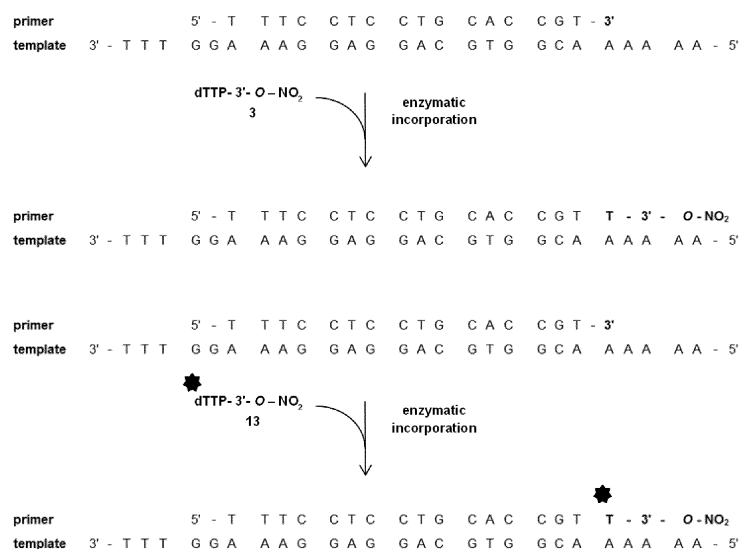 primer 5' - T TTC CTC CTG CAC CGT - 3'
template 3' - TTT GGA AAG GAG GAC GTG GCA AAA AA - 5'
dTTP- 3'- O – NO2
3
enzymatic
incorporation
primer 5' - T TTC CTC CTG CAC CGT T - 3' - O - NO2
template 3' - TTT GGA AAG GAG GAC GTG GCA AAA AA - 5'
primer 5' - T TTC CTC CTG CAC CGT - 3'
template 3' - TTT GGA AAG GAG GAC GTG GCA AAA AA - 5'
dTTP- 3'- O – NO2
13
enzymatic
incorporation
primer 5' - T TTC CTC CTG CAC CGT T - 3' - O - NO2
template 3' - TTT GGA AAG GAG GAC GTG GCA AAA AA - 5'